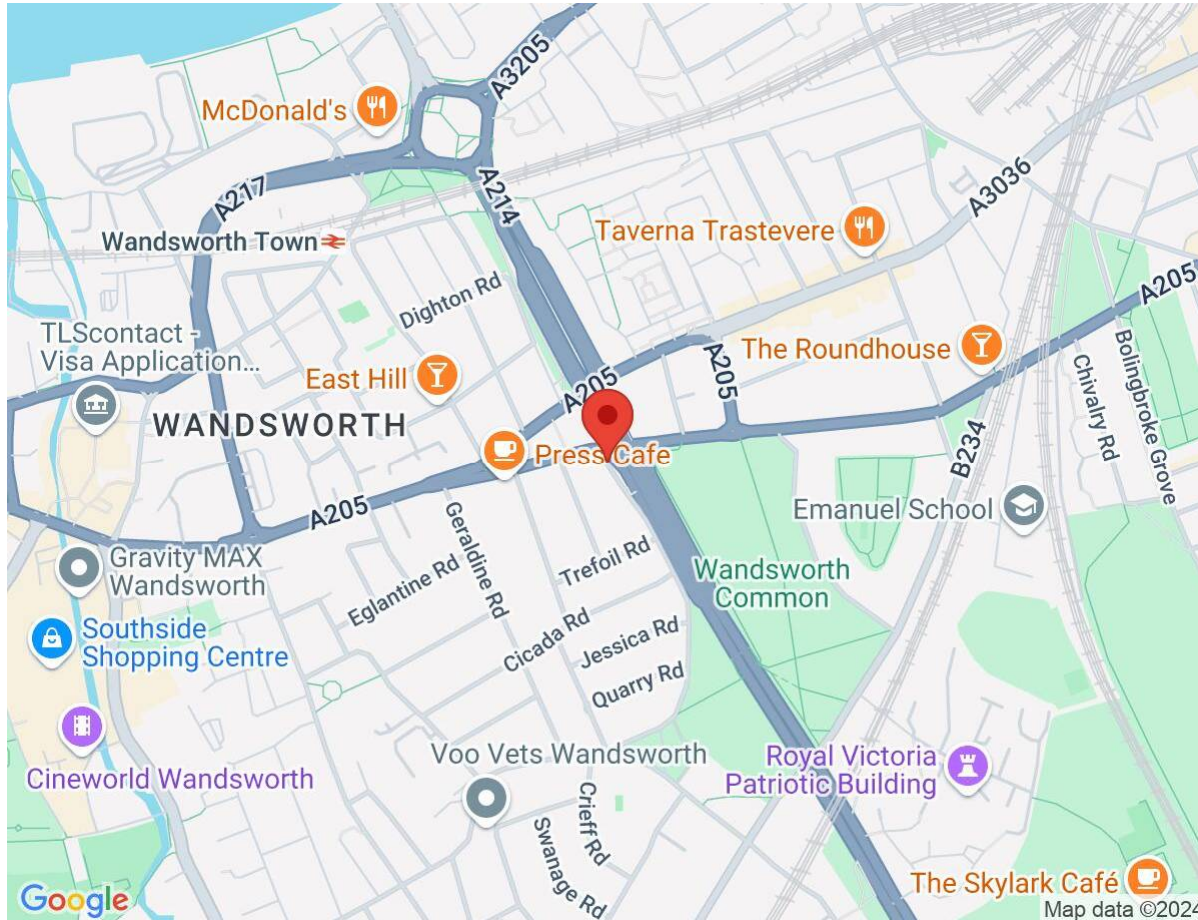 A3205
McDonald's
A217
A214
A3036
Taverna Trastevere
Wandsworth Town
Dighton Rd
A205
TLScontact -
Visa Application...
A205
A205
The Roundhouse
East Hill
Chivalry Rd
Bolingbroke Grove
WANDSWORTH
Press Cafe
B234
A205
Geraldine Rd
Emanuel School
Gravity MAX
Wandsworth
Eglantine Rd
Trefoil Rd
Wandsworth
Common
Southside
Shopping Centre
Cicada Rd
Jessica Rd
Quarry Rd
Voo Vets Wandsworth
Royal Victoria
Patriotic Building
Cineworld Wandsworth
Crieff Rd
Swanage Rd
The Skylark Café
Google
Map data ©2024